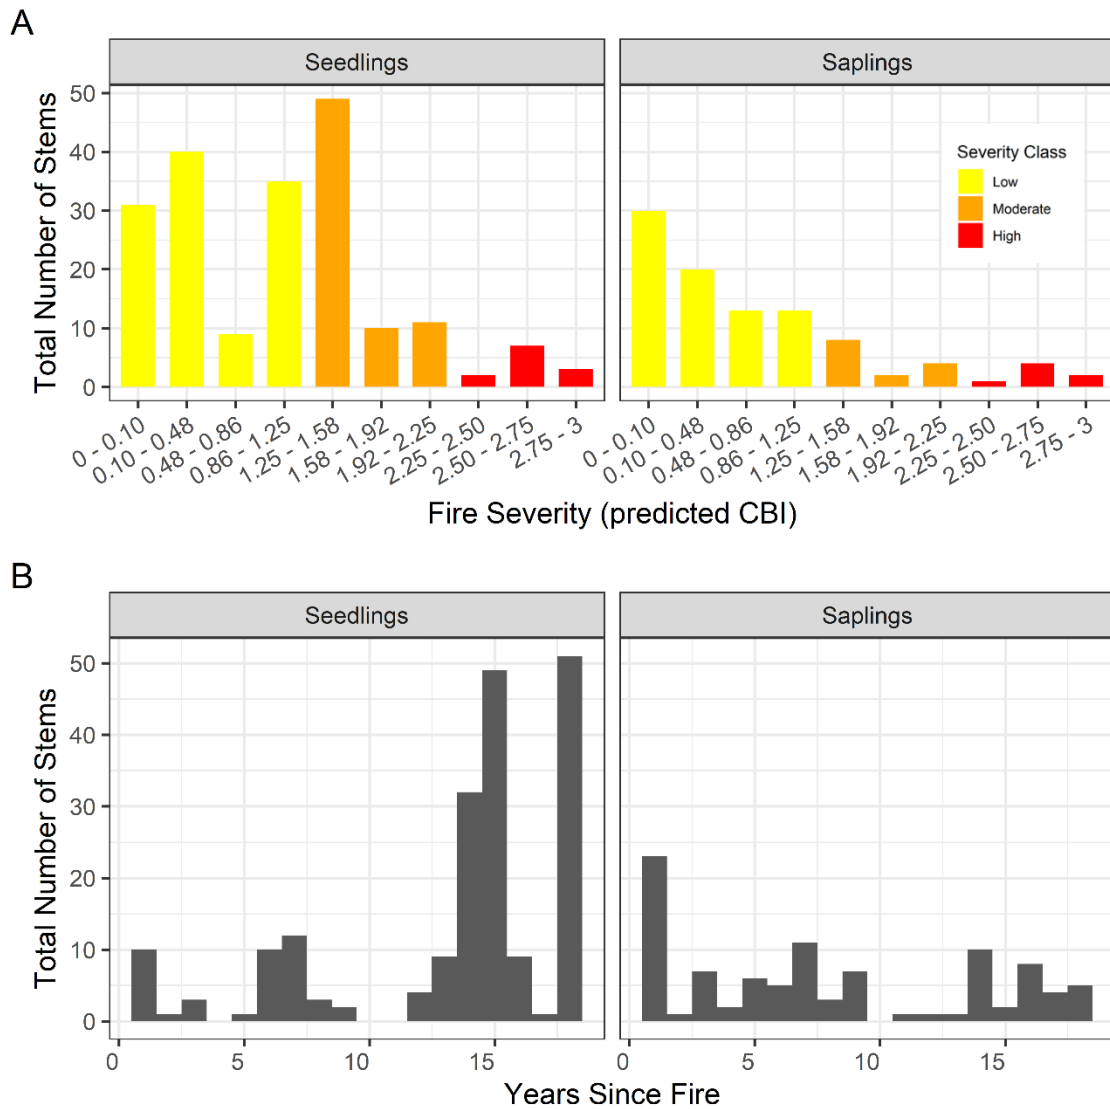 A
Seedlings
Saplings
Total Number of Stems
50
40
30
20
10
0
Severity Class
Low
Moderate
High
0 - 0.10
0.10 - 0.48
0.48 - 0.86
0.86 - 1.25
1.25 - 1.58
1.58 - 1.92
1.92 - 2.25
2.25 - 2.50
2.50 - 2.75
2.75 - 3
0 - 0.10
0.10 - 0.48
0.48 - 0.86
0.86 - 1.25
1.25 - 1.58
1.58 - 1.92
1.92 - 2.25
2.25 - 2.50
2.50 - 2.75
2.75 - 3
Fire Severity (predicted CBI)
B
Seedlings
Saplings
Total Number of Stems
50
40
30
20
10
0
0 5 10 15
0 5 10 15
Years Since Fire